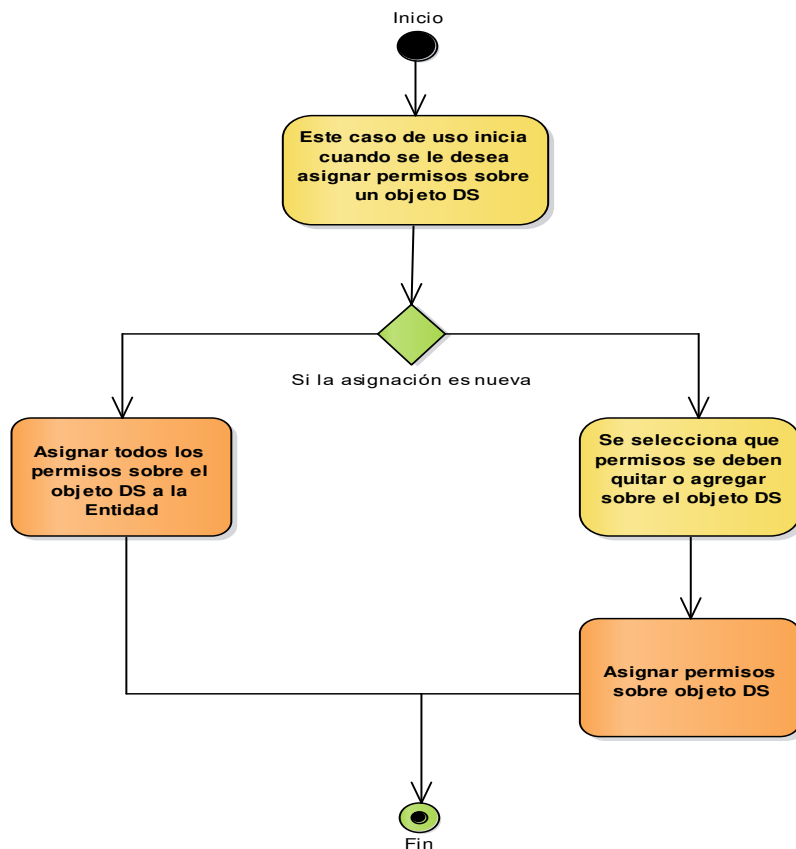 Inicio
Este caso de uso inicia
cuando se le desea
asignar permisos sobre
un objeto DS
Si la asignación es nueva
Asignar todos los
permisos sobre el
objeto DS a la
Entidad
Se selecciona que
permisos se deben
quitar o agregar
sobre el objeto DS
Asignar permisos
sobre objeto DS
Fin